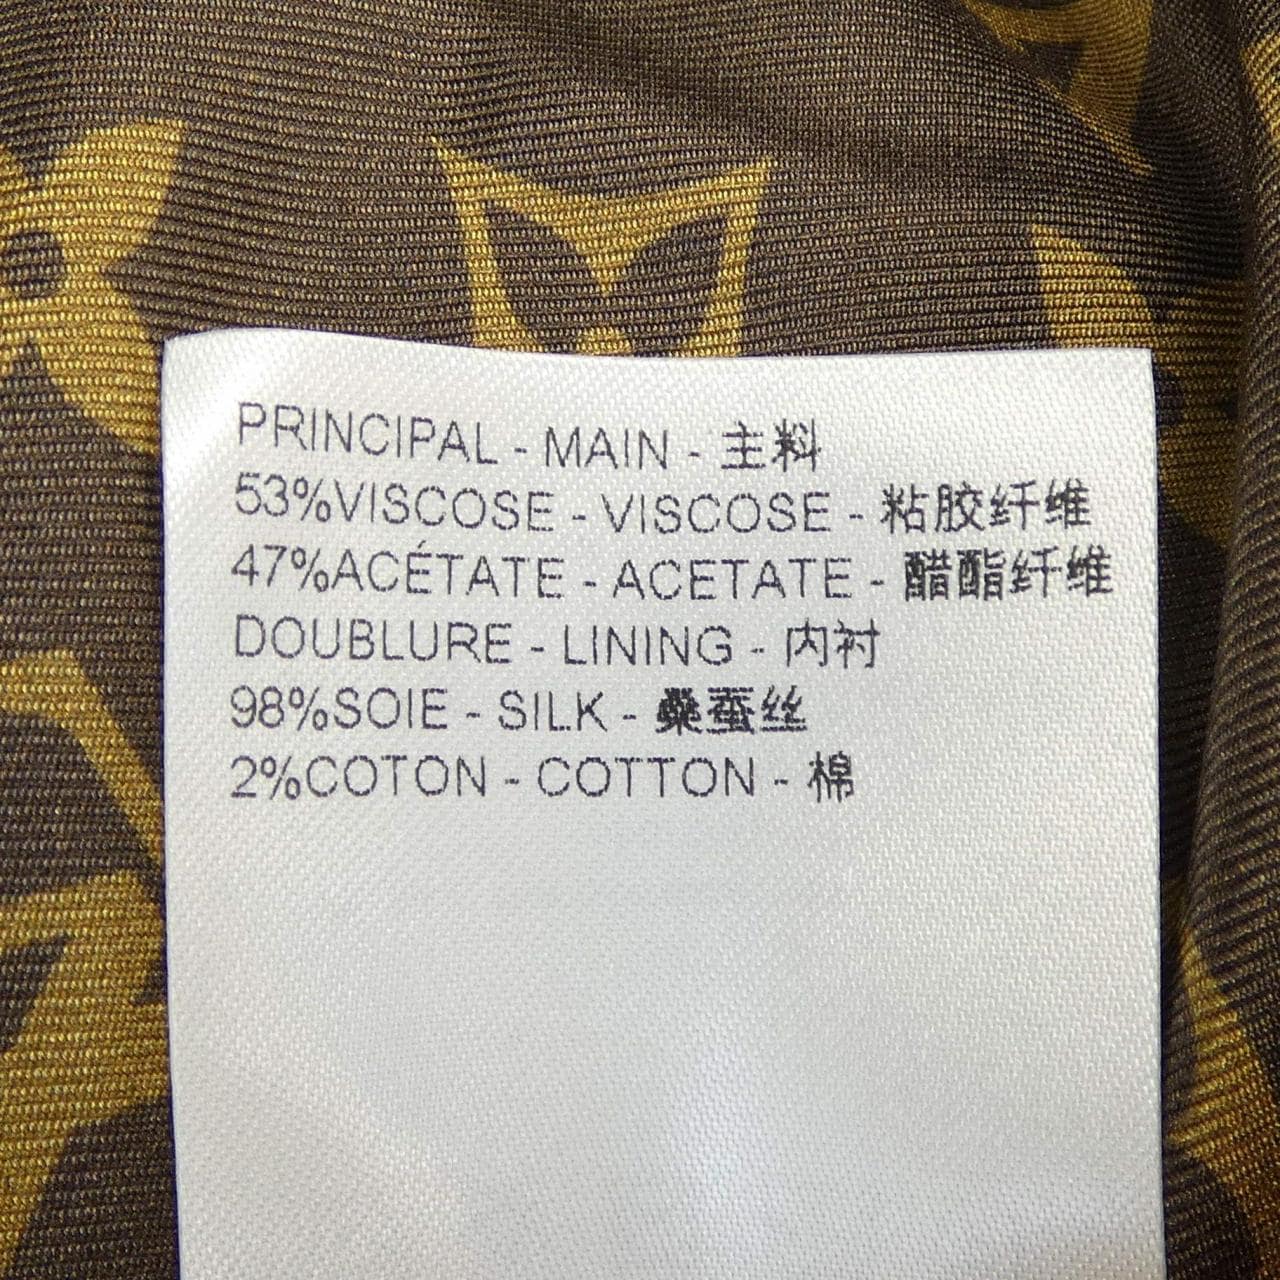 PRINCIPAL - MAIN - 主料
53%VISCOSE - VISCOSE - 粘胶纤维
47%ACÉTATE - ACETATE - 醋酯纤维
DOUBLURE - LINING - 内衬
98%SOIE - SILK - 桑蚕丝
2%COTON - COTTON - 棉